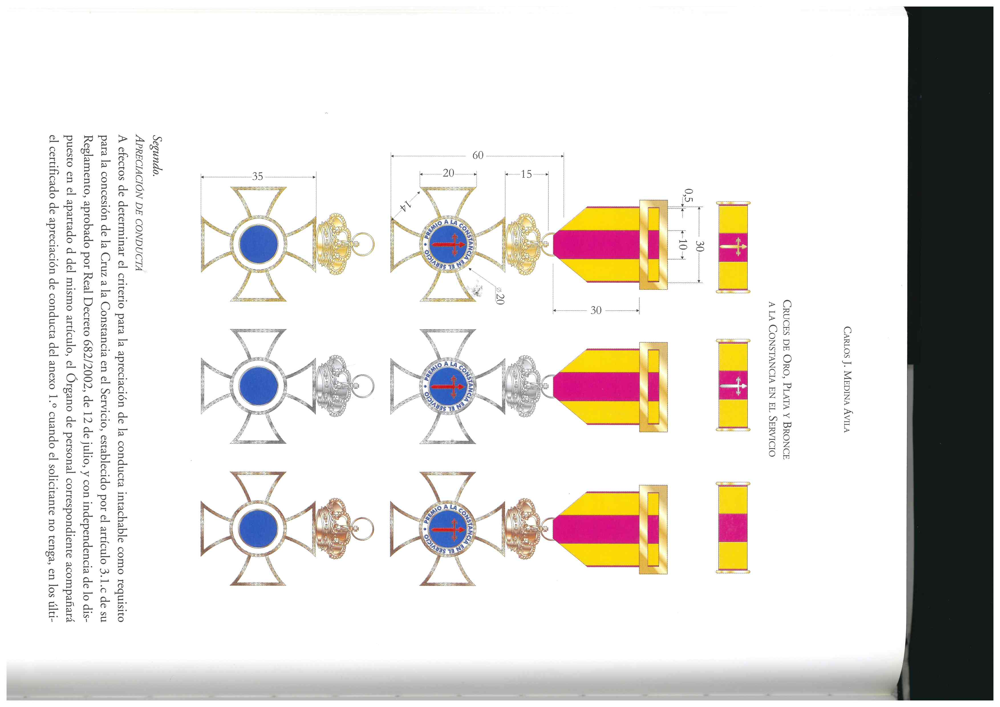 CARLOS J. MEDINA ÁVILA
CRUCES DE ORO, PLATA Y BRONCE
A LA CONSTANCIA EN EL SERVICIO
30
0,5
10
30
15
60
20
14
⌀20
PREMIO A LA CONSTANCIA EN EL SERVICIO •
PREMIO A LA CONSTANCIA EN EL SERVICIO •
PREMIO A LA CONSTANCIA EN EL SERVICIO •
35
Segundo.
APRECIACIÓN DE CONDUCTA
A efectos de determinar el criterio para la apreciación de la conducta intachable como requisito
para la concesión de la Cruz a la Constancia en el Servicio, establecido por el artículo 3.1.c de su
Reglamento, aprobado por Real Decreto 682/2002, de 12 de julio, y con independencia de lo dis-
puesto en el apartado d del mismo artículo, el Órgano de personal correspondiente acompañará
el certificado de apreciación de conducta del anexo 1.º cuando el solicitante no tenga, en los últi-